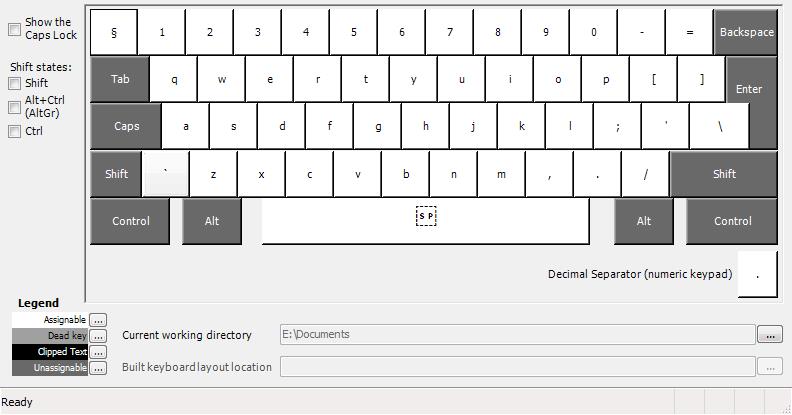 Show the
Caps Lock
Shift states:
Shift
Alt+Ctrl
(AltGr)
Ctrl
§ 1 2 3 4 5 6 7 8 9 0 - = Backspace
Tab q w e r t y u i o p [ ] Enter
Caps a s d f g h j k l ; ' \
Shift ` z x c v b n m , . / Shift
Control Alt SP Alt Control
Decimal Separator (numeric keypad) .
Legend
Assignable ...
Dead key ...
Clipped Text ...
Unassignable ...
Current working directory E:\Documents ...
Built keyboard layout location ...
Ready